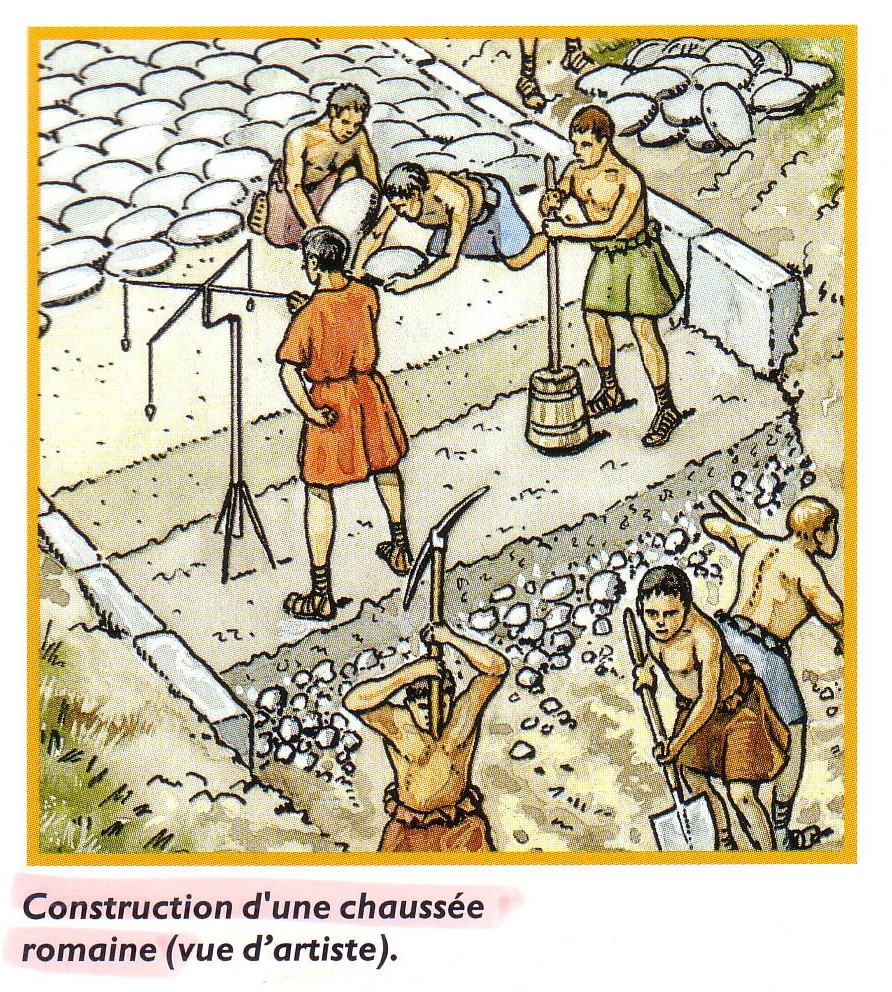 Construction d'une chaussée
romaine (vue d’artiste).